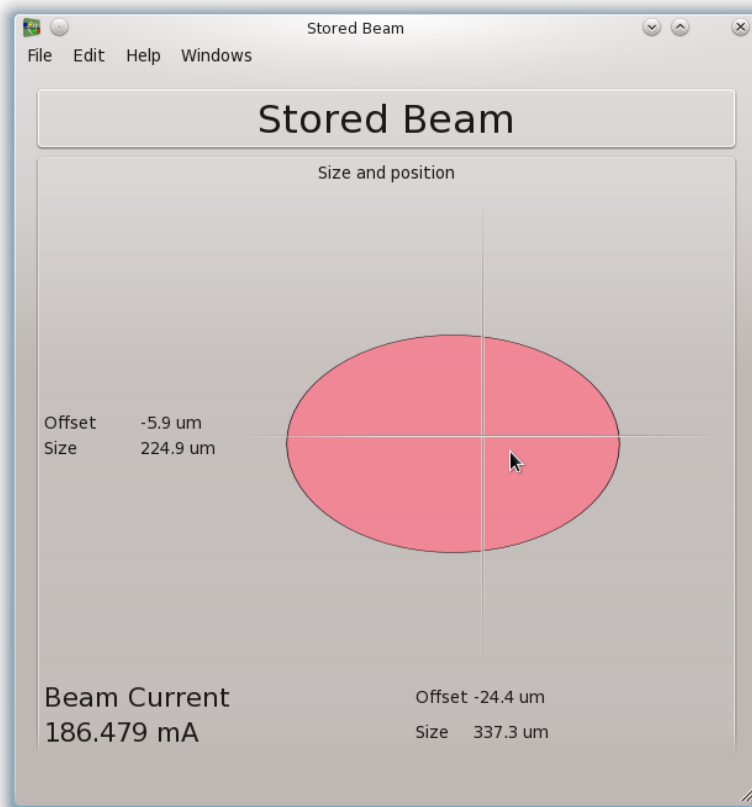 Stored Beam
File Edit Help Windows
Stored Beam
Size and position
Offset -5.9 um
Size 224.9 um
Beam Current
186.479 mA
Offset -24.4 um
Size 337.3 um